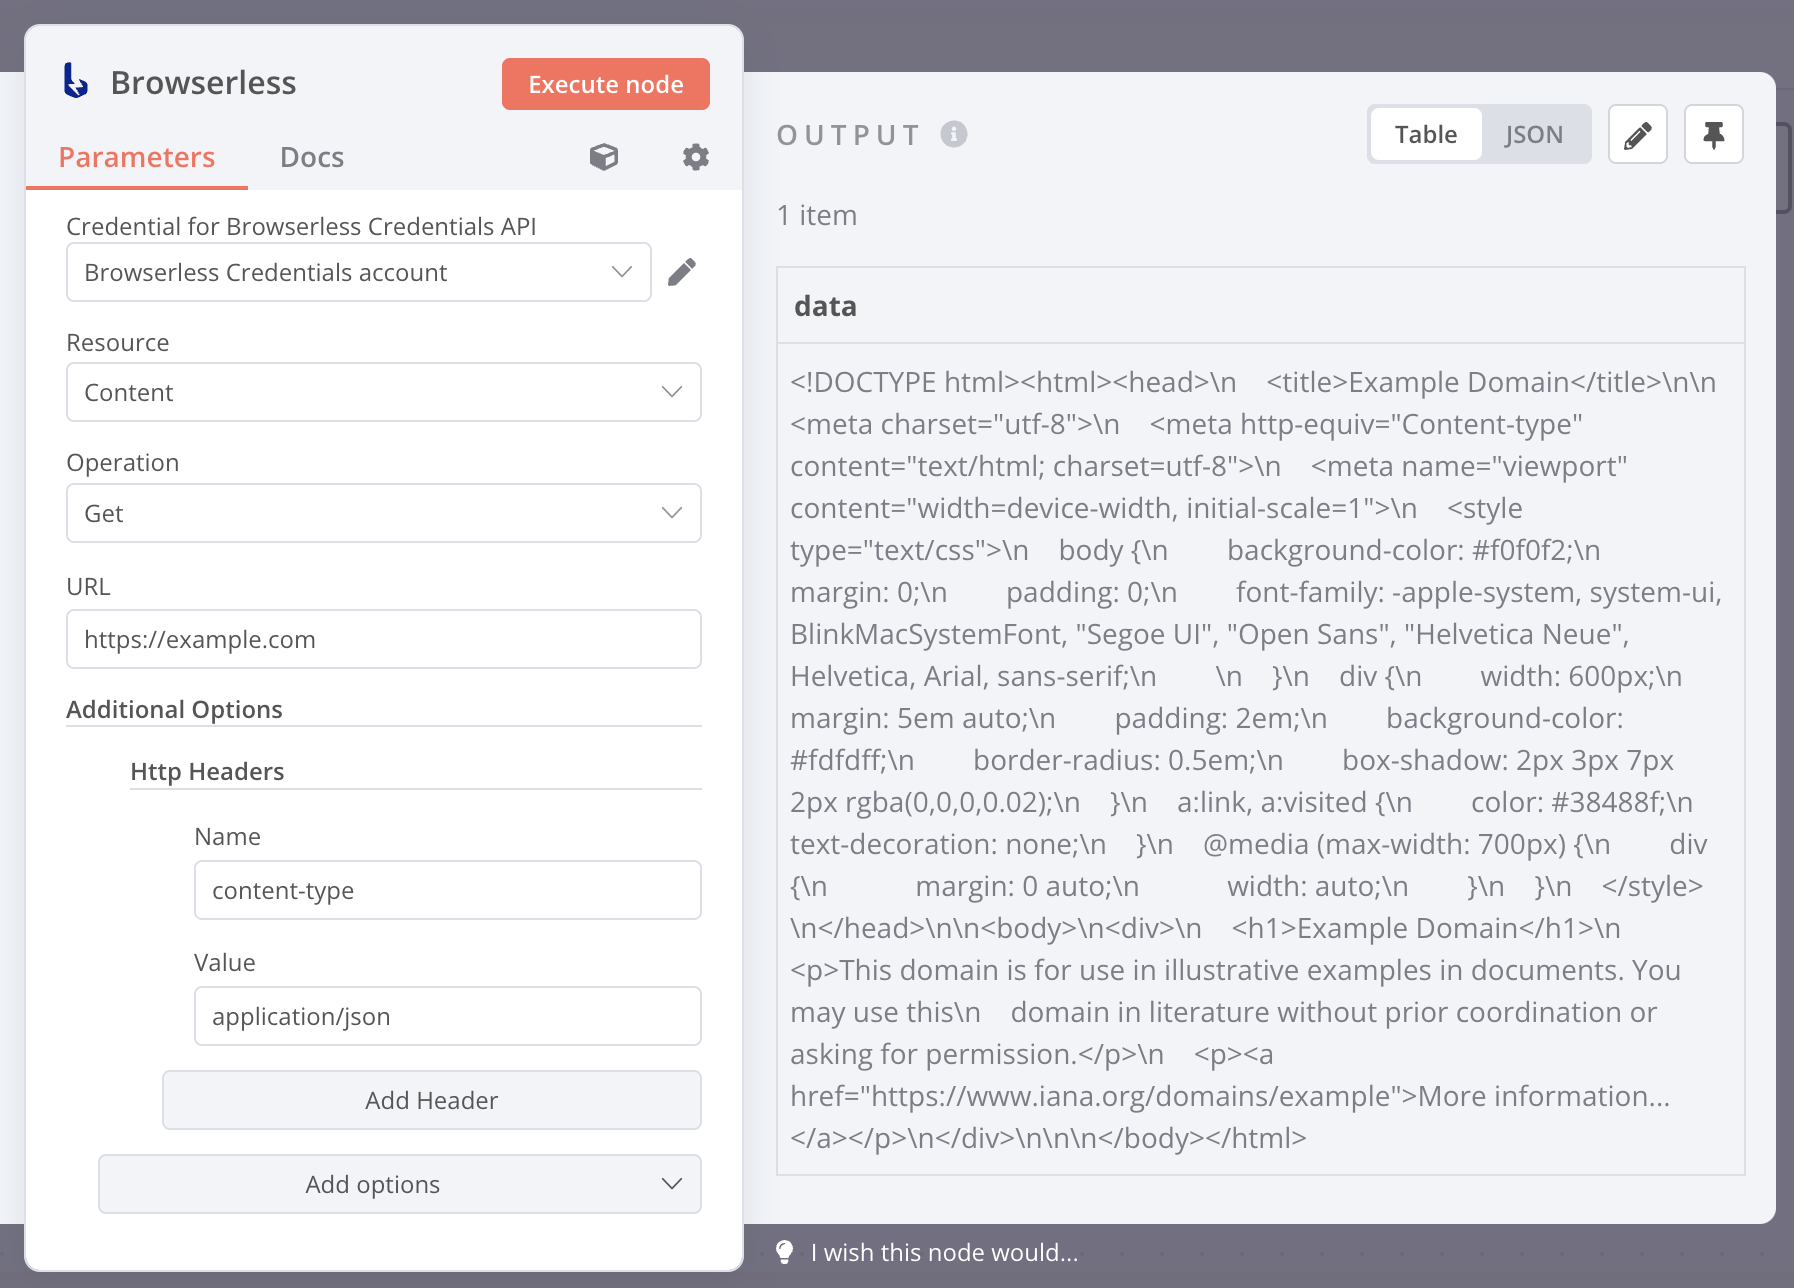 Browserless
Execute node
Parameters
Docs
Credential for Browserless Credentials API
Browserless Credentials account
Resource
Content
Operation
Get
URL
https://example.com
Additional Options
Http Headers
Name
content-type
Value
application/json
Add Header
Add options
OUTPUT
Table
JSON
1 item
data
<!DOCTYPE html><html><head>\n    <title>Example Domain</title>\n\n
<meta charset="utf-8">\n    <meta http-equiv="Content-type"
content="text/html; charset=utf-8">\n    <meta name="viewport"
content="width=device-width, initial-scale=1">\n    <style
type="text/css">\n    body {\n        background-color: #f0f0f2;\n
margin: 0;\n        padding: 0;\n        font-family: -apple-system, system-ui,
BlinkMacSystemFont, "Segoe UI", "Open Sans", "Helvetica Neue",
Helvetica, Arial, sans-serif;\n        \n    }\n    div {\n        width: 600px;\n
margin: 5em auto;\n        padding: 2em;\n        background-color:
#fdfdff;\n        border-radius: 0.5em;\n        box-shadow: 2px 3px 7px
2px rgba(0,0,0,0.02);\n    }\n    a:link, a:visited {\n        color: #38488f;\n
text-decoration: none;\n    }\n    @media (max-width: 700px) {\n        div
{\n            margin: 0 auto;\n            width: auto;\n        }\n    }\n    </style>
\n</head>\n\n<body>\n<div>\n    <h1>Example Domain</h1>\n
<p>This domain is for use in illustrative examples in documents. You
may use this\n    domain in literature without prior coordination or
asking for permission.</p>\n    <p><a
href="https://www.iana.org/domains/example">More information...
</a></p>\n</div>\n\n\n</body></html>
I wish this node would...